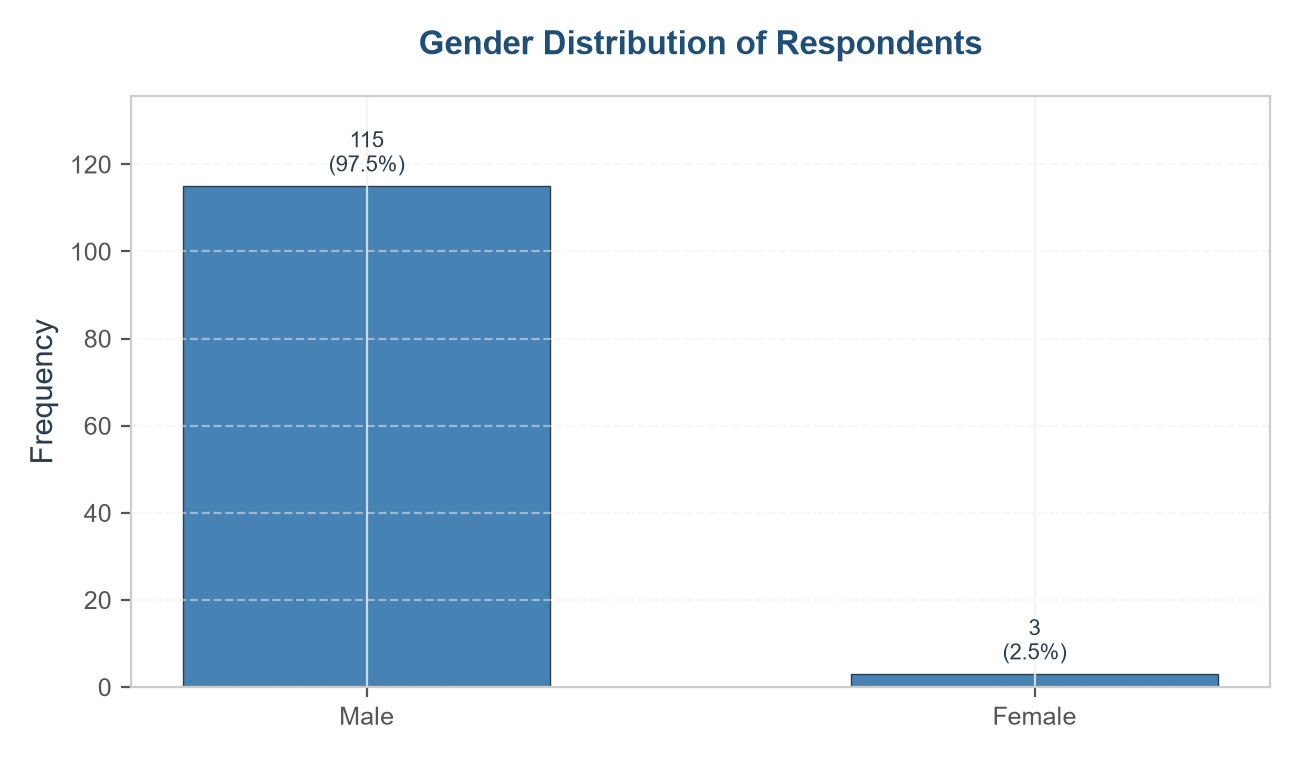 Gender Distribution of Respondents
Frequency
120
100
80
60
40
20
0
115
(97.5%)
3
(2.5%)
Male
Female